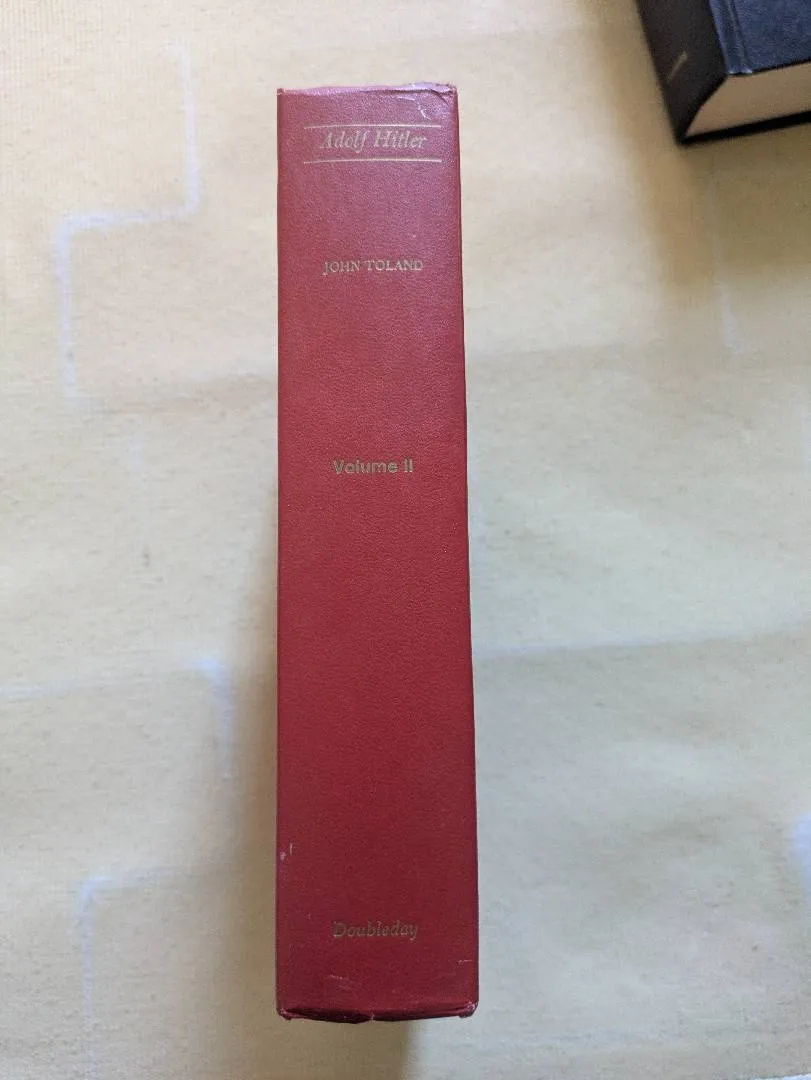 Adolf Hitler
JOHN TOLAND
Volume II
Doubleday